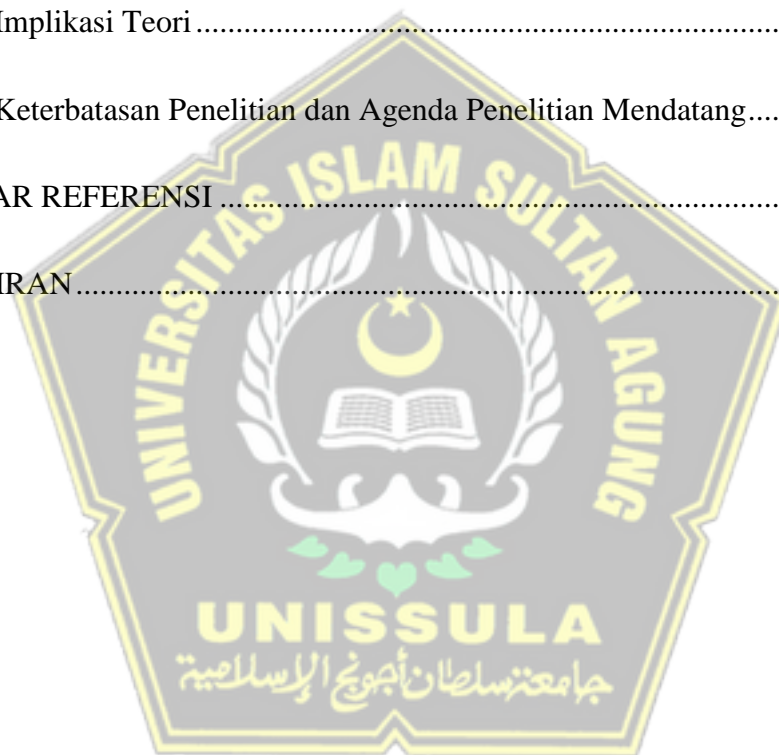 Implikasi Teori........................................................................
Keterbatasan Penelitian dan Agenda Penelitian Mendatang....
AR REFERENSI........................................................................
IRAN........................................................................
UNIVERSITAS ISLAM SULTAN AGUNG
UNISSULA
جامعة سلطان أجونج الإسلامية